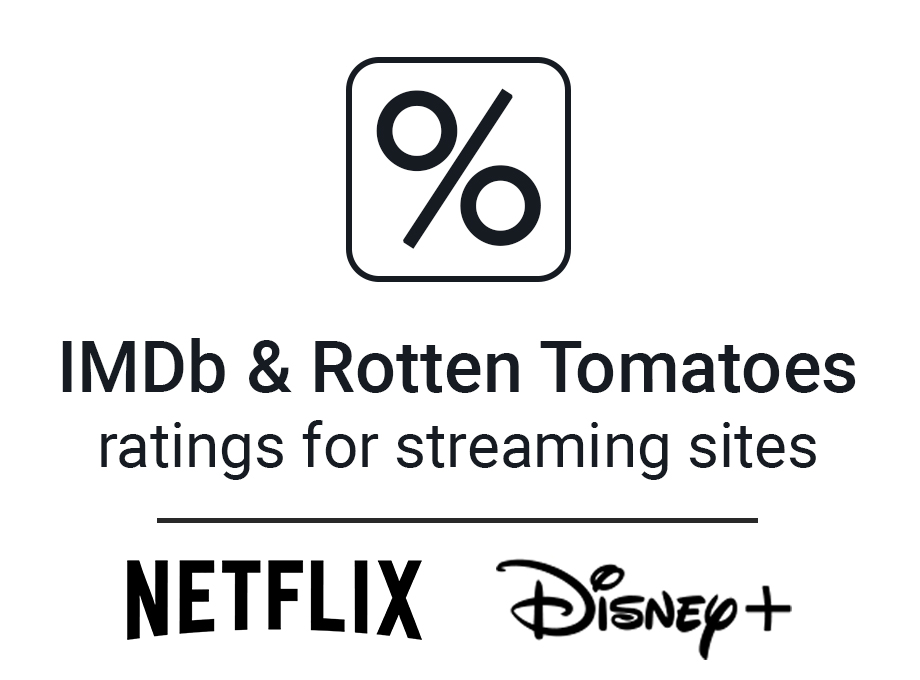 %
IMDb & Rotten Tomatoes
ratings for streaming sites
NETFLIX Disney+